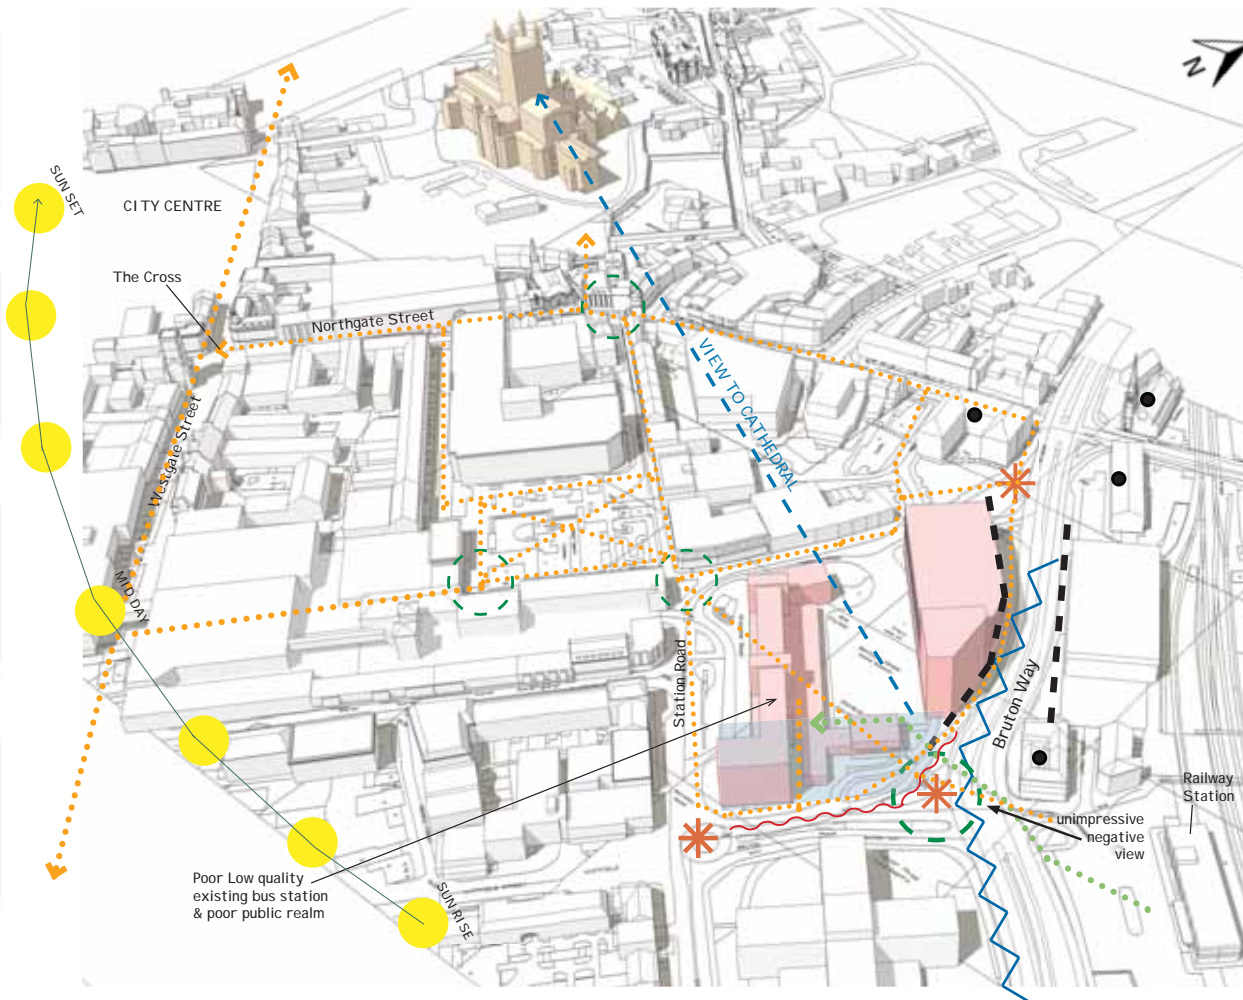 N
SUN SET
CITY CENTRE
The Cross
Northgate Street
Westgate Street
VIEW TO CATHEDRAL
MID DAY
Station Road
Bruton Way
Railway
Station
unimpressive
negative
view
Poor Low quality
existing bus station
& poor public realm
SUN RISE